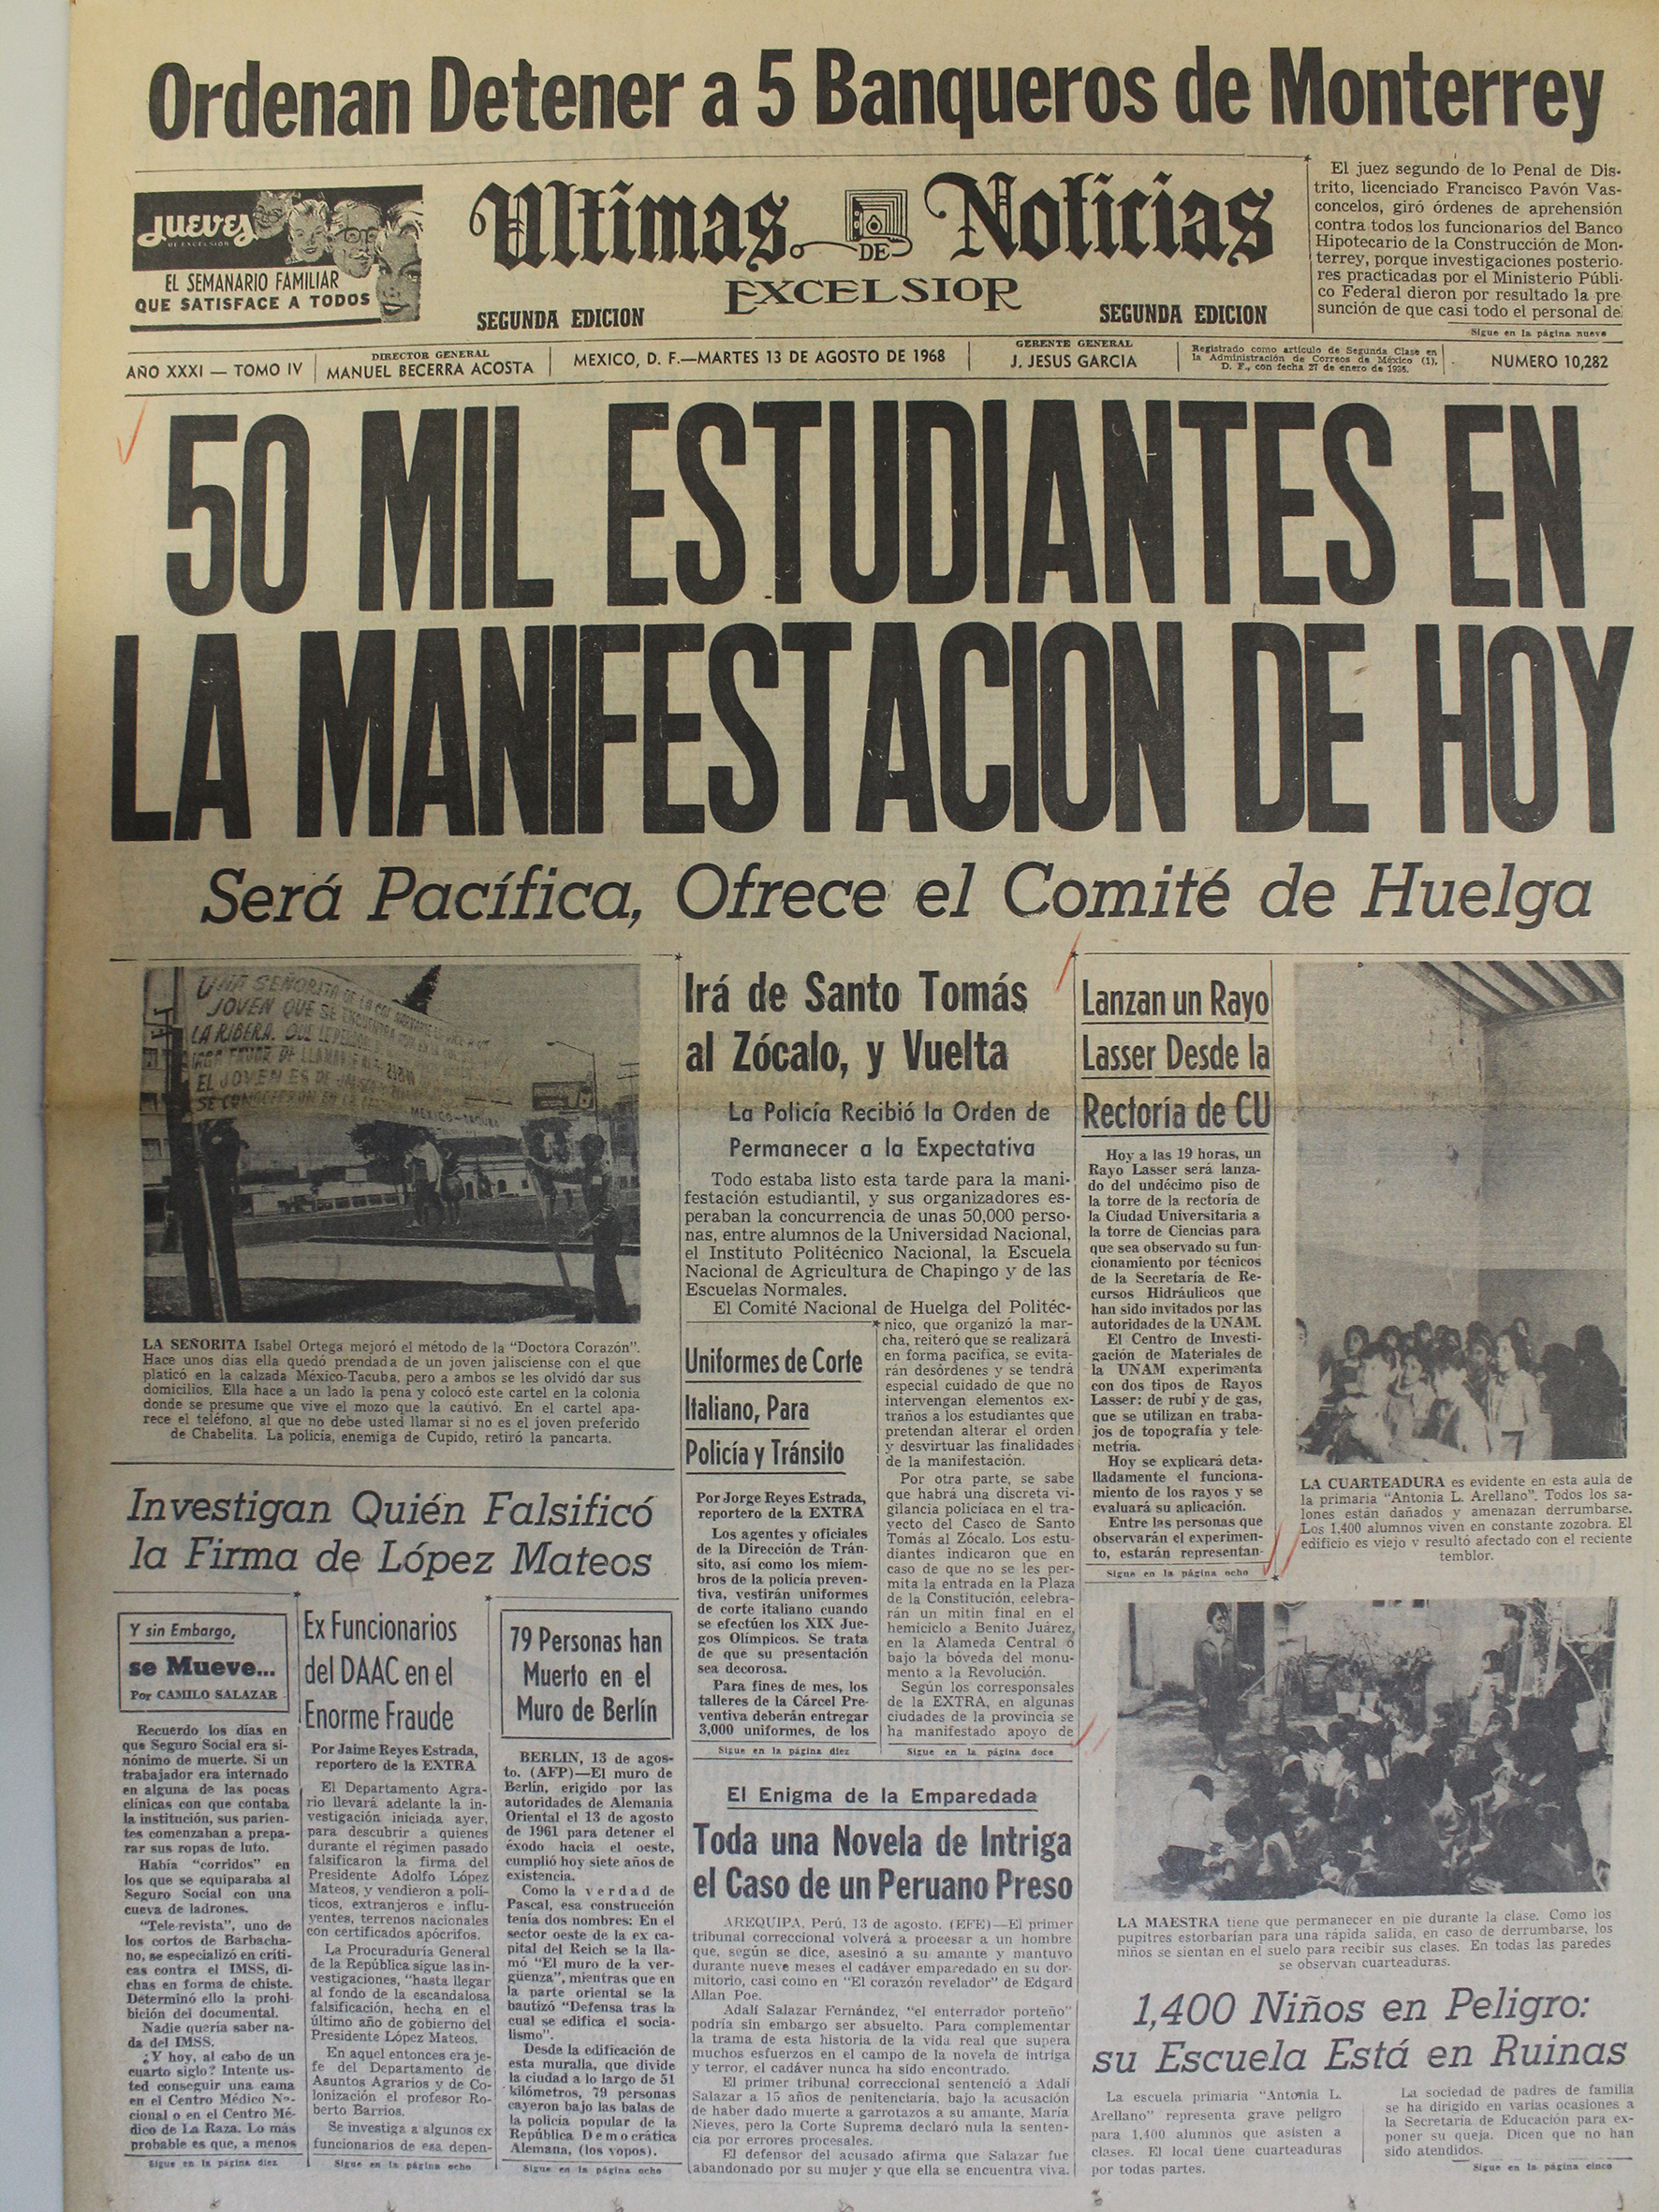 Ordenan Detener a 5 Banqueros de Monterrey
JUEVES
DE EXCELSIOR
EL SEMANARIO FAMILIAR
QUE SATISFACE A TODOS
Ultimas Noticias
DE
EXCELSIOR
SEGUNDA EDICION
SEGUNDA EDICION
El juez segundo de lo Penal de Dis-
trito, licenciado Francisco Pavón Vas-
concelos, giró órdenes de aprehensión
contra todos los funcionarios del Banco
Hipotecario de la Construcción de Mon-
terrey, porque investigaciones posterio-
res practicadas por el Ministerio Públi-
co Federal dieron por resultado la pre
sunción de que casi todo el personal de
Sigue en la página nueve
AÑO XXXI — TOMO IV
DIRECTOR GENERAL
MANUEL BECERRA ACOSTA
MEXICO, D. F.—MARTES 13 DE AGOSTO DE 1968
GERENTE GENERAL
J. JESUS GARCIA
Registrado como artículo de Segunda Clase en
la Administración de Correos de México (1),
D. F., con fecha 27 de enero de 1936.
NUMERO 10,282
50 MIL ESTUDIANTES EN
LA MANIFESTACION DE HOY
Será Pacífica, Ofrece el Comité de Huelga
UNA SEÑORITA DE LA COL.
JOVEN QUE SE ENCUENTRA
LA RIBERA. QUE LE
FAVOR DE LLAMAR
EL JOVEN ES DE JALISCO
SE CONOCIERON EN LA
MEXICO-TACUBA
LA SEÑORITA Isabel Ortega mejoró el método de la "Doctora Corazón".
Hace unos días ella quedó prendada de un joven jalisciense con el que
platicó en la calzada México-Tacuba, pero a ambos se les olvidó dar sus
domicilios. Ella hace a un lado la pena y colocó este cartel en la colonia
donde se presume que vive el mozo que la cautivó. En el cartel apa-
rece el teléfono, al que no debe usted llamar si no es el joven preferido
de Chabelita. La policía, enemiga de Cupido, retiró la pancarta.
Investigan Quién Falsificó
la Firma de López Mateos
Y sin Embargo,
se Mueve...
Por CAMILO SALAZAR
Recuerdo los días en
que Seguro Social era si-
nónimo de muerte. Si un
trabajador era internado
en alguna de las pocas
clínicas con que contaba
la institución, sus parien-
tes comenzaban a prepa-
rar sus ropas de luto.
Había "corridos" en
los que se equiparaba al
Seguro Social con una
cueva de ladrones.
"Tele-revista", uno de
los cortos de Barbacha-
no, se especializó en críti-
cas contra el IMSS, di-
chas en forma de chiste.
Determinó ello la prohi-
bición del documental.
Nadie quería saber na-
da del IMSS.
¿Y hoy, al cabo de un
cuarto siglo? Intente us-
ted conseguir una cama
en el Centro Médico Na-
cional o en el Centro Mé-
dico de La Raza. Lo más
probable es que, a menos
Sigue en la página diez
Ex Funcionarios
del DAAC en el
Enorme Fraude
Por Jaime Reyes Estrada,
reportero de la EXTRA
El Departamento Agra-
rio llevará adelante la in-
vestigación iniciada ayer,
para descubrir a quienes
durante el régimen pasado
falsificaron la firma del
Presidente Adolfo López
Mateos, y vendieron a polí-
ticos, extranjeros e influ-
yentes, terrenos nacionales
con certificados apócrifos.
La Procuraduría General
de la República sigue las in-
vestigaciones, "hasta llegar
al fondo de la escandalosa
falsificación, hecha en el
último año de gobierno del
Presidente López Mateos.
En aquel entonces era je-
fe del Departamento de
Asuntos Agrarios y de Co-
lonización el profesor Ro-
berto Barrios.
Se investiga a algunos ex
funcionarios de esa depen-
Sigue en la página ocho
79 Personas han
Muerto en el
Muro de Berlín
BERLIN, 13 de agos-
to. (AFP)—El muro de
Berlín, erigido por las
autoridades de Alemania
Oriental el 13 de agosto
de 1961 para detener el
éxodo hacia el oeste,
cumplió hoy siete años de
existencia.
Como la verdad de
Pascal, esa construcción
tenía dos nombres: En el
sector oeste de la ex ca-
pital del Reich se la lla-
mó "El muro de la ver-
güenza", mientras que en
la parte oriental se la
bautizó "Defensa tras la
cual se edifica el socia-
lismo".
Desde la edificación de
esta muralla, que divide
la ciudad a lo largo de 51
kilómetros, 79 personas
cayeron bajo las balas de
la policía popular de la
República Democrática
Alemana, (los vopos).
Sigue en la página ocho
Irá de Santo Tomás
al Zócalo, y Vuelta
La Policía Recibió la Orden de
Permanecer a la Expectativa
Todo estaba listo esta tarde para la mani-
festación estudiantil, y sus organizadores es-
peraban la concurrencia de unas 50,000 perso-
nas, entre alumnos de la Universidad Nacional,
el Instituto Politécnico Nacional, la Escuela
Nacional de Agricultura de Chapingo y de las
Escuelas Normales.
El Comité Nacional de Huelga del Politéc-
nico, que organizó la mar-
cha, reiteró que se realizará
en forma pacífica, se evita-
rán desórdenes y se tendrá
especial cuidado de que no
intervengan elementos ex-
traños a los estudiantes que
pretendan alterar el orden
y desvirtuar las finalidades
de la manifestación.
Por otra parte, se sabe
que habrá una discreta vi-
gilancia policíaca en el tra-
yecto del Casco de Santo
Tomás al Zócalo. Los estu-
diantes indicaron que en
caso de que no se les per-
mita la entrada en la Plaza
de la Constitución, celebra-
rán un mitin final en el
hemiciclo a Benito Juárez,
en la Alameda Central o
bajo la bóveda del monu-
mento a la Revolución.
Según los corresponsales
de la EXTRA, en algunas
ciudades de la provincia se
ha manifestado apoyo de
Sigue en la página doce
Uniformes de Corte
Italiano, Para
Policía y Tránsito
Por Jorge Reyes Estrada,
reportero de la EXTRA
Los agentes y oficiales
de la Dirección de Trán-
sito, así como los miem-
bros de la policía preven-
tiva, vestirán uniformes
de corte italiano cuando
se efectúen los XIX Jue-
gos Olímpicos. Se trata
de que su presentación
sea decorosa.
Para fines de mes, los
talleres de la Cárcel Pre-
ventiva deberán entregar
3,000 uniformes, de los
Sigue en la página diez
El Enigma de la Emparedada
Toda una Novela de Intriga
el Caso de un Peruano Preso
AREQUIPA, Perú, 13 de agosto. (EFE)—El primer
tribunal correccional volverá a procesar a un hombre
que, según se dice, asesinó a su amante y mantuvo
durante nueve meses el cadáver emparedado en su dor-
mitorio, casi como en "El corazón revelador" de Edgard
Allan Poe.
Adalí Salazar Fernández, "el enterrador porteño"
podría sin embargo ser absuelto. Para complementar
la trama de esta historia de la vida real que supera
muchos esfuerzos en el campo de la novela de intriga
y terror, el cadáver nunca ha sido encontrado.
El primer tribunal correccional sentenció a Adalí
Salazar a 15 años de penitenciaría, bajo la acusación
de haber dado muerte a garrotazos a su amante, María
Nieves, pero la Corte Suprema declaró nula la senten-
cia por errores procesales.
El defensor del acusado afirma que Salazar fue
abandonado por su mujer y que ella se encuentra viva.
Lanzan un Rayo
Lasser Desde la
Rectoría de CU
Hoy a las 19 horas, un
Rayo Lasser será lanza-
do del undécimo piso de
la torre de la rectoría de
la Ciudad Universitaria a
la torre de Ciencias para
que sea observado su fun-
cionamiento por técnicos
de la Secretaría de Re-
cursos Hidráulicos que
han sido invitados por las
autoridades de la UNAM.
El Centro de Investi-
gación de Materiales de
la UNAM experimenta
con dos tipos de Rayos
Lasser: de rubí y de gas,
que se utilizan en traba-
jos de topografía y tele-
metría.
Hoy se explicará deta-
lladamente el funciona-
miento de los rayos y se
evaluará su aplicación.
Entre las personas que
observarán el experimen-
to, estarán representan-
Sigue en la página ocho
LA CUARTEADURA es evidente en esta aula de
la primaria "Antonia L. Arellano". Todos los sa-
lones están dañados y amenazan derrumbarse.
Los 1,400 alumnos viven en constante zozobra. El
edificio es viejo y resultó afectado con el reciente
temblor.
LA MAESTRA tiene que permanecer en pie durante la clase. Como los
pupitres estorbarían para una rápida salida, en caso de derrumbarse, los
niños se sientan en el suelo para recibir sus clases. En todas las paredes
se observan cuarteaduras.
1,400 Niños en Peligro:
su Escuela Está en Ruinas
La escuela primaria "Antonia L.
Arellano" representa grave peligro
para 1,400 alumnos que asisten a
clases. El local tiene cuarteaduras
por todas partes.
La sociedad de padres de familia
se ha dirigido en varias ocasiones a
la Secretaría de Educación para ex-
poner su queja. Dicen que no han
sido atendidos.
Sigue en la página cinco